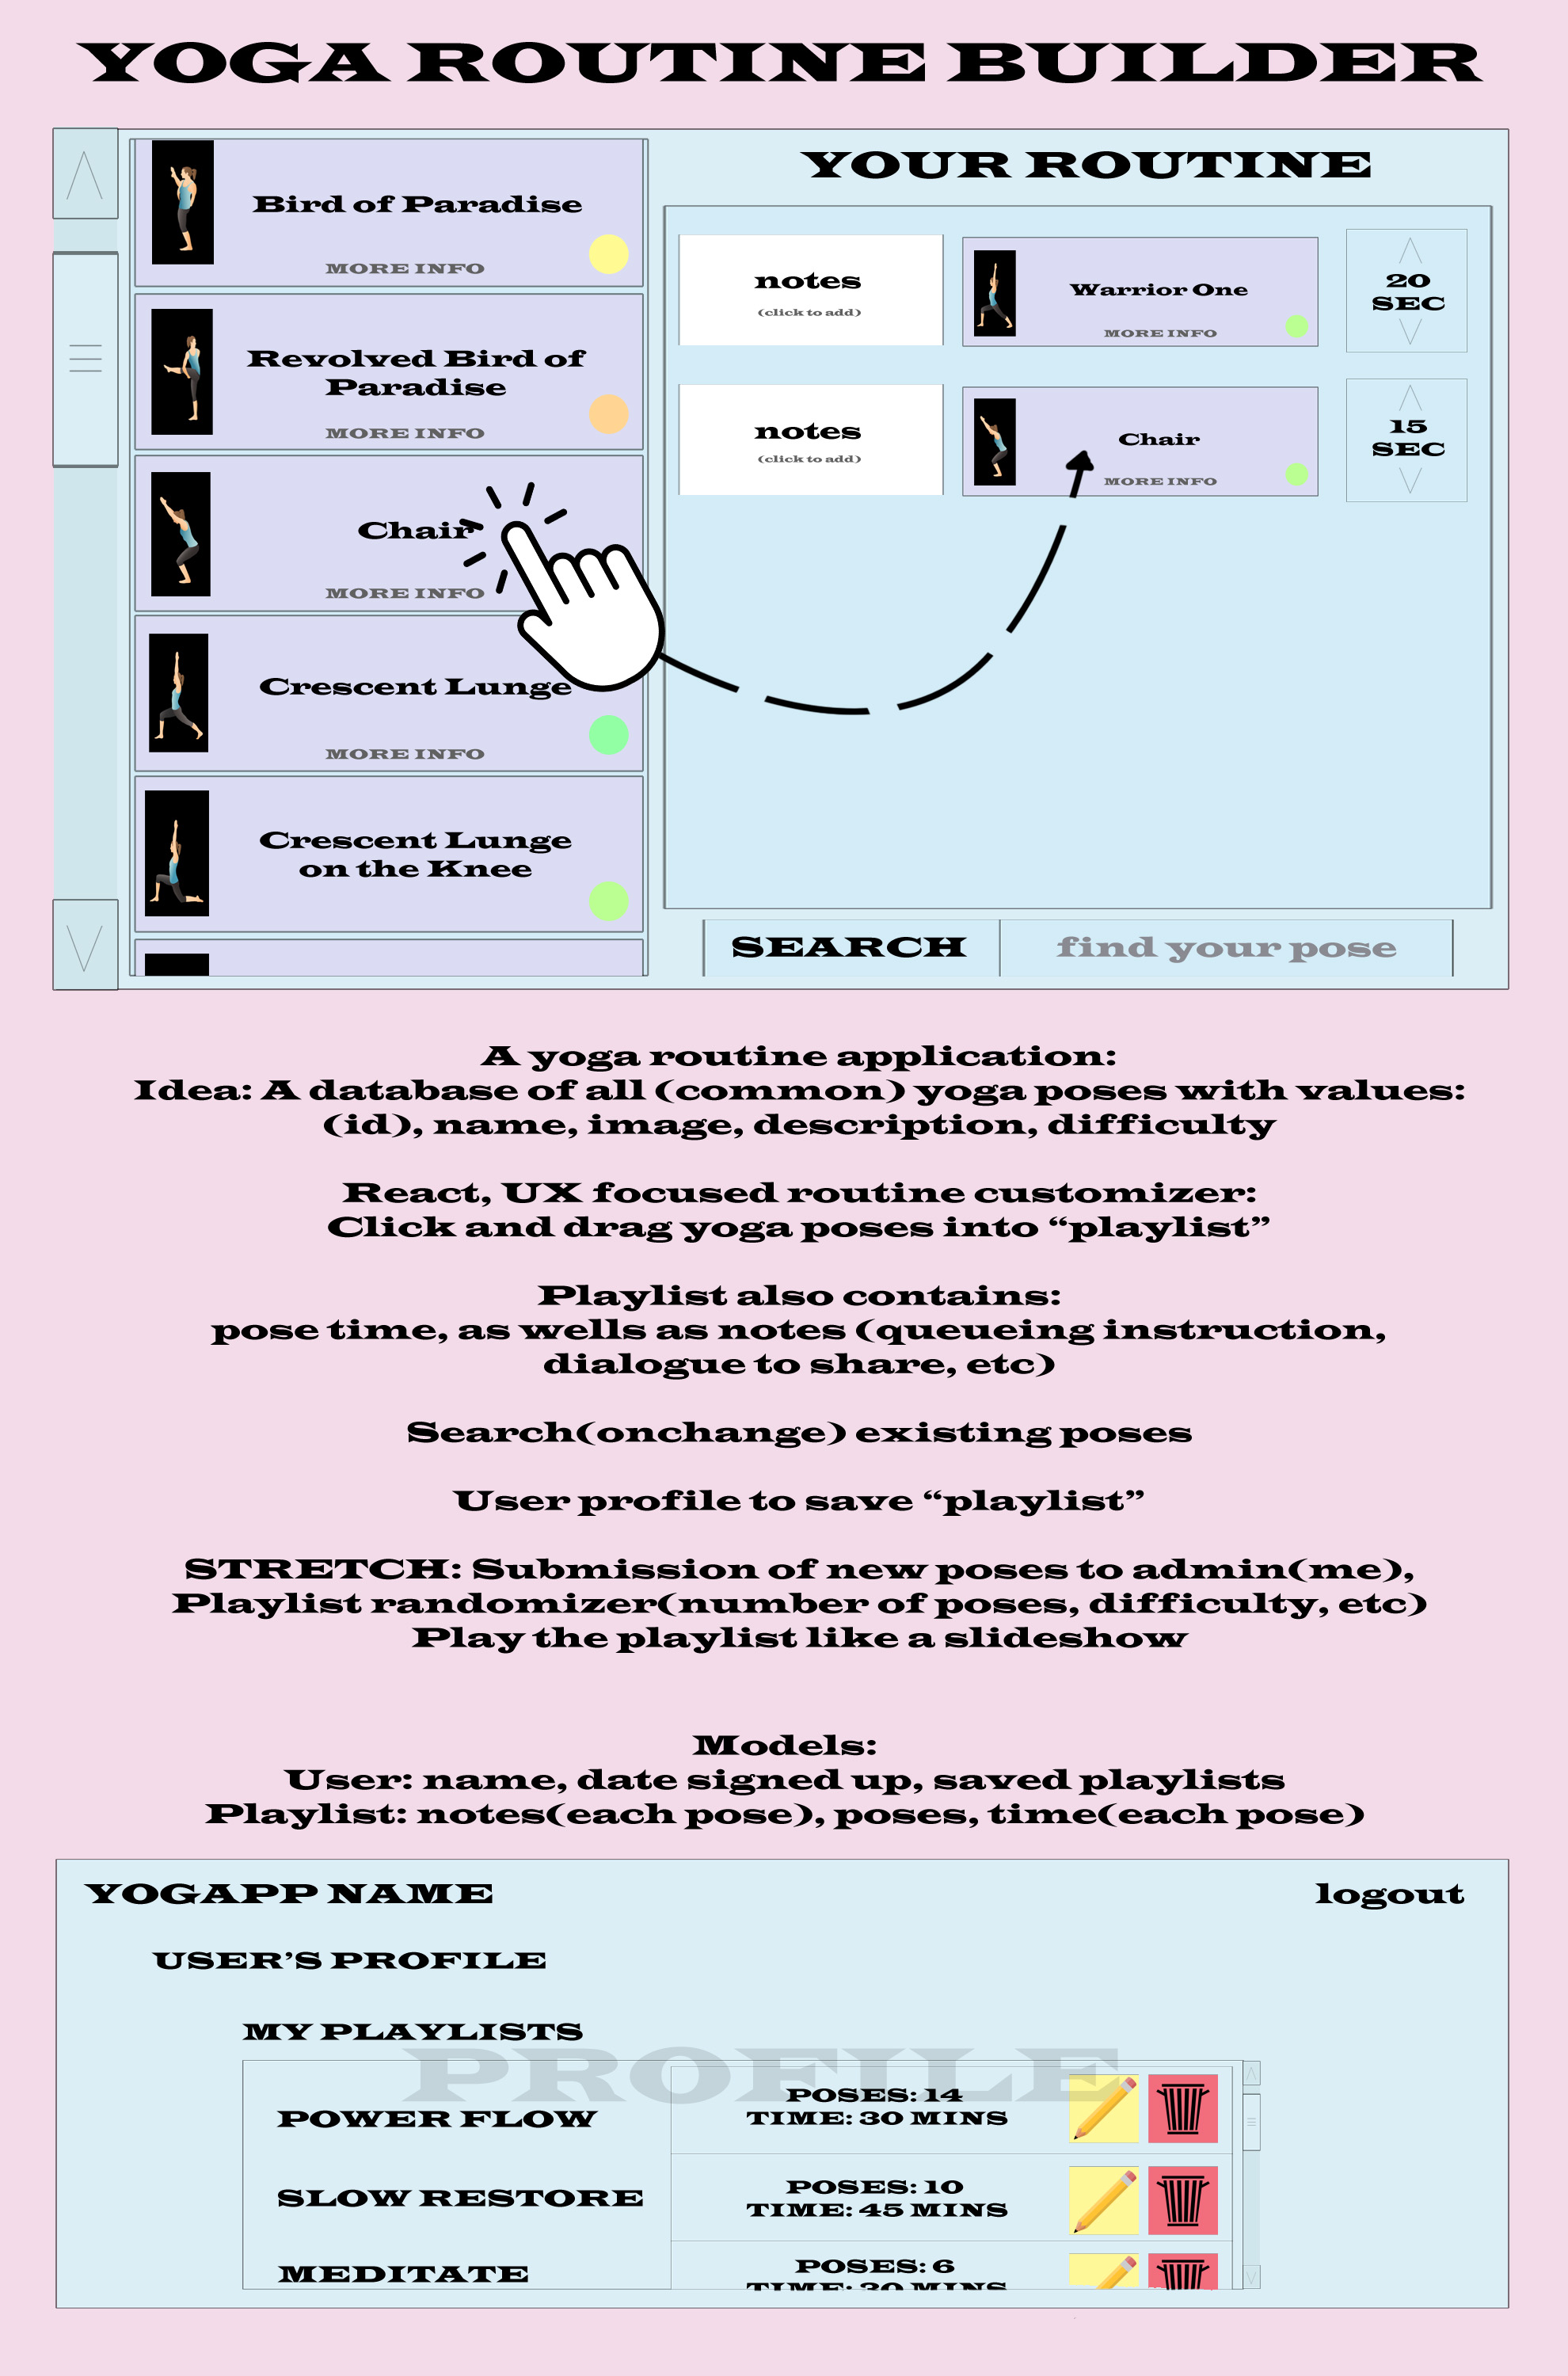 YOGA ROUTINE BUILDER
Bird of Paradise
MORE INFO
Revolved Bird of
Paradise
MORE INFO
Chair
MORE INFO
Crescent Lunge
MORE INFO
Crescent Lunge
on the Knee
YOUR ROUTINE
notes
(click to add)
Warrior One
MORE INFO
20
SEC
notes
(click to add)
Chair
MORE INFO
15
SEC
SEARCH
find your pose
A yoga routine application:
Idea: A database of all (common) yoga poses with values:
(id), name, image, description, difficulty
React, UX focused routine customizer:
Click and drag yoga poses into “playlist”
Playlist also contains:
pose time, as wells as notes (queueing instruction,
dialogue to share, etc)
Search(onchange) existing poses
User profile to save “playlist”
STRETCH: Submission of new poses to admin(me),
Playlist randomizer(number of poses, difficulty, etc)
Play the playlist like a slideshow
Models:
User: name, date signed up, saved playlists
Playlist: notes(each pose), poses, time(each pose)
YOGAPP NAME
logout
USER’S PROFILE
MY PLAYLISTS
PROFILE
POWER FLOW
POSES: 14
TIME: 30 MINS
SLOW RESTORE
POSES: 10
TIME: 45 MINS
MEDITATE
POSES: 6
TIME: 30 MINS